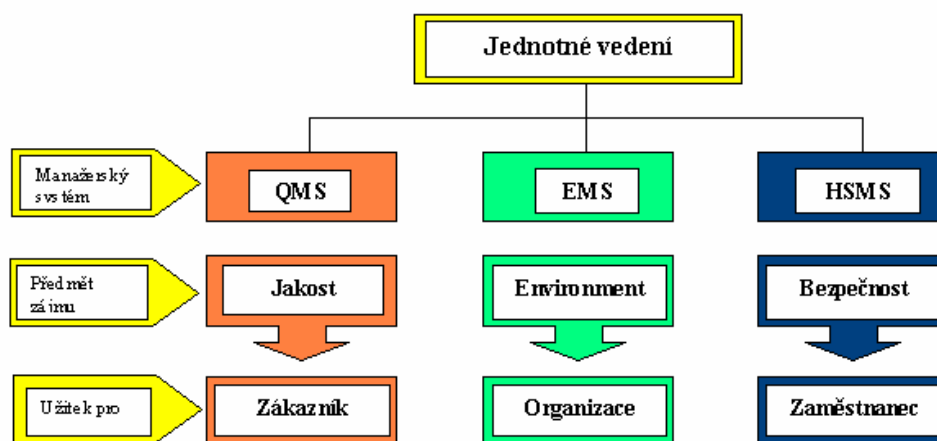 Jednotné vedení
Manažerský
systém
QMS
EMS
HSMS
Předmět
zájmu
Jakost
Environment
Bezpečnost
Užitek pro
Zákazník
Organizace
Zaměstnanec